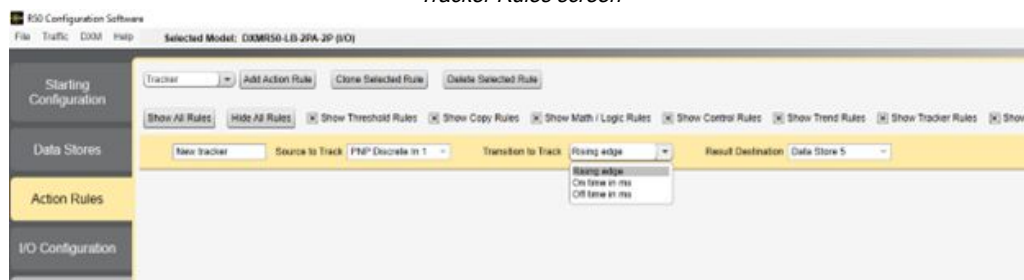 Tracker Rules screen
R50 Configuration Software
File Traffic DXM Help Selected Model: DXMR50-LB-2PA-2P (I/O)
Starting Configuration
Tracker Add Action Rule Clone Selected Rule Delete Selected Rule
Show All Rules Hide All Rules Show Threshold Rules Show Copy Rules Show Math / Logic Rules Show Control Rules Show Trend Rules Show Tracker Rules Show
Data Stores
New tracker Source to Track PNP Discrete In 1 Transition to Track Rising edge Result Destination Data Store 5
Rising edge
On time in ms
Off time in ms
Action Rules
I/O Configuration